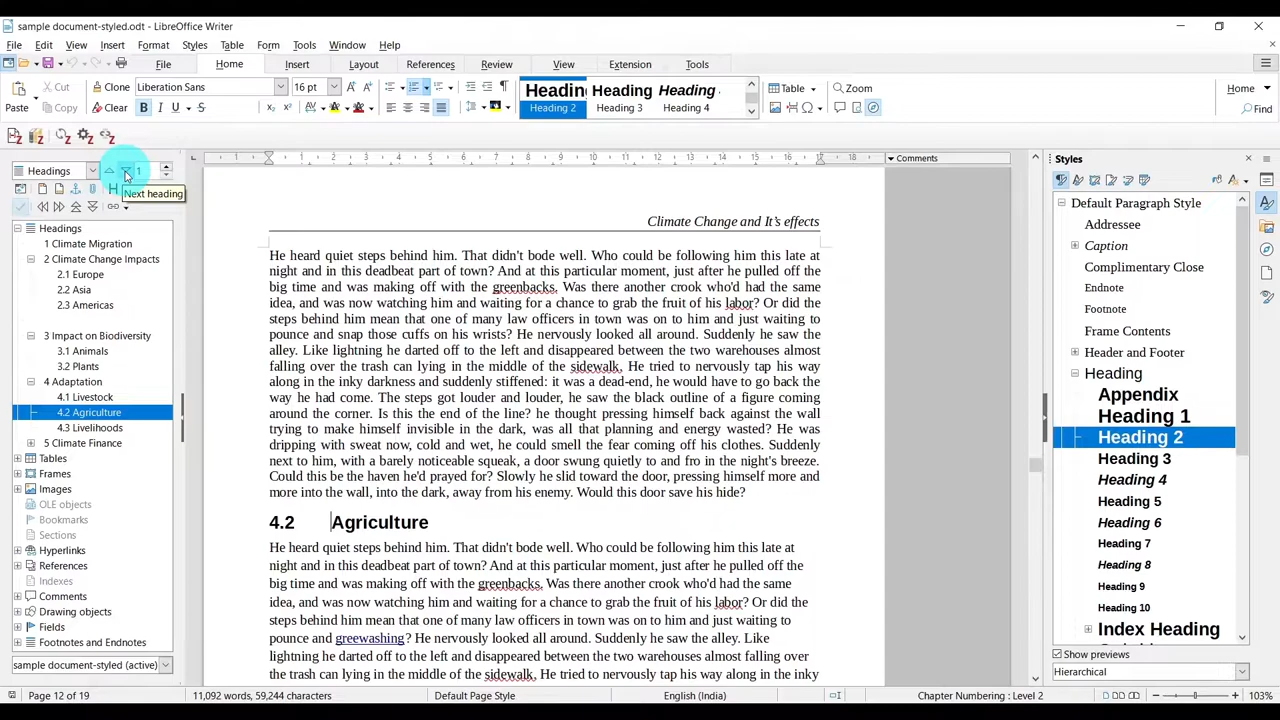 sample document-styled.odt - LibreOffice Writer
File Edit View Insert Format Styles Table Form Tools Window Help
File Home Insert Layout References Review View Extension Tools
Paste Cut Clone Liberation Sans 16 pt Table Zoom Home
Copy Clear Find
Heading Heading Heading
Heading 2 Heading 3 Heading 4
Headings 1
Next heading
Headings
1 Climate Migration
2 Climate Change Impacts
2.1 Europe
2.2 Asia
2.3 Americas
3 Impact on Biodiversity
3.1 Animals
3.2 Plants
4 Adaptation
4.1 Livestock
4.2 Agriculture
4.3 Livelihoods
5 Climate Finance
Tables
Frames
Images
OLE objects
Bookmarks
Sections
Hyperlinks
References
Indexes
Comments
Drawing objects
Fields
Footnotes and Endnotes
sample document-styled (active)
Comments
Climate Change and It's effects
He heard quiet steps behind him. That didn't bode well. Who could be following him this late at
night and in this deadbeat part of town? And at this particular moment, just after he pulled off the
big time and was making off with the greenbacks. Was there another crook who'd had the same
idea, and was now watching him and waiting for a chance to grab the fruit of his labor? Or did the
steps behind him mean that one of many law officers in town was on to him and just waiting to
pounce and snap those cuffs on his wrists? He nervously looked all around. Suddenly he saw the
alley. Like lightning he darted off to the left and disappeared between the two warehouses almost
falling over the trash can lying in the middle of the sidewalk. He tried to nervously tap his way
along in the inky darkness and suddenly stiffened: it was a dead-end, he would have to go back the
way he had come. The steps got louder and louder, he saw the black outline of a figure coming
around the corner. Is this the end of the line? he thought pressing himself back against the wall
trying to make himself invisible in the dark, was all that planning and energy wasted? He was
dripping with sweat now, cold and wet, he could smell the fear coming off his clothes. Suddenly
next to him, with a barely noticeable squeak, a door swung quietly to and fro in the night's breeze.
Could this be the haven he'd prayed for? Slowly he slid toward the door, pressing himself more and
more into the wall, into the dark, away from his enemy. Would this door save his hide?
4.2 Agriculture
He heard quiet steps behind him. That didn't bode well. Who could be following him this late at
night and in this deadbeat part of town? And at this particular moment, just after he pulled off the
big time and was making off with the greenbacks. Was there another crook who'd had the same
idea, and was now watching him and waiting for a chance to grab the fruit of his labor? Or did the
steps behind him mean that one of many law officers in town was on to him and just waiting to
pounce and greewashing? He nervously looked all around. Suddenly he saw the alley. Like
lightning he darted off to the left and disappeared between the two warehouses almost falling over
the trash can lying in the middle of the sidewalk. He tried to nervously tap his way along in the inky
Styles
Default Paragraph Style
Addressee
Caption
Complimentary Close
Endnote
Footnote
Frame Contents
Header and Footer
Heading
Appendix
Heading 1
Heading 2
Heading 3
Heading 4
Heading 5
Heading 6
Heading 7
Heading 8
Heading 9
Heading 10
Index Heading
Show previews
Hierarchical
Page 12 of 19 11,092 words, 59,244 characters Default Page Style English (India) Chapter Numbering : Level 2 103%